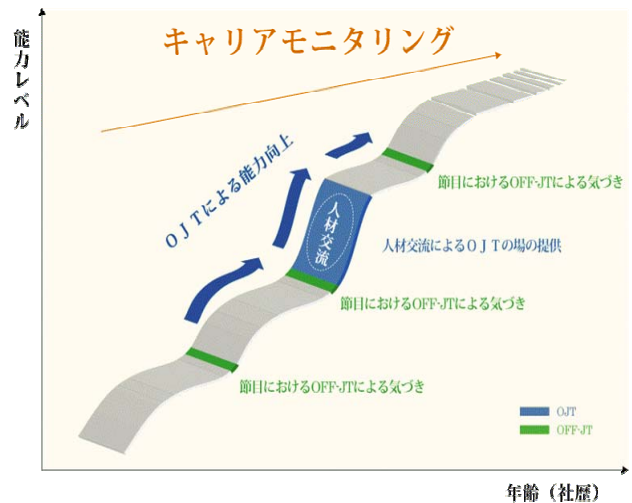 キャリアモニタリング
能力レベル
OJTによる能力向上
節目におけるOFF-JTによる気づき
人材交流
人材交流によるOJTの場の提供
節目におけるOFF-JTによる気づき
節目におけるOFF-JTによる気づき
OJT
OFF-JT
年齢（社歴）